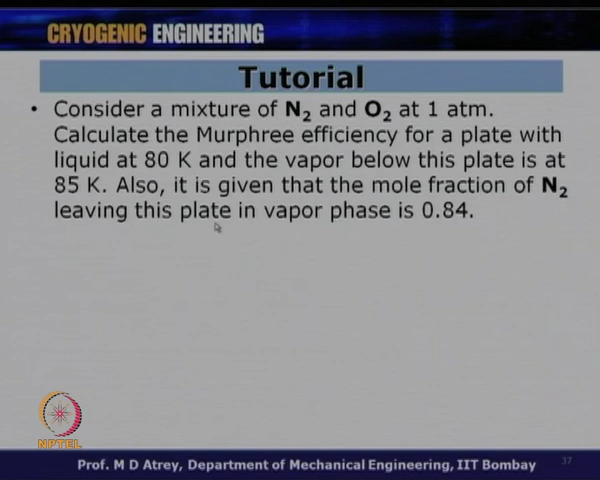 CRYOGENIC ENGINEERING
Tutorial
• Consider a mixture of N₂ and O₂ at 1 atm.
Calculate the Murphree efficiency for a plate with
liquid at 80 K and the vapor below this plate is at
85 K. Also, it is given that the mole fraction of N₂
leaving this plate in vapor phase is 0.84.
NPTEL
Prof. M D Atrey, Department of Mechanical Engineering, IIT Bombay
37